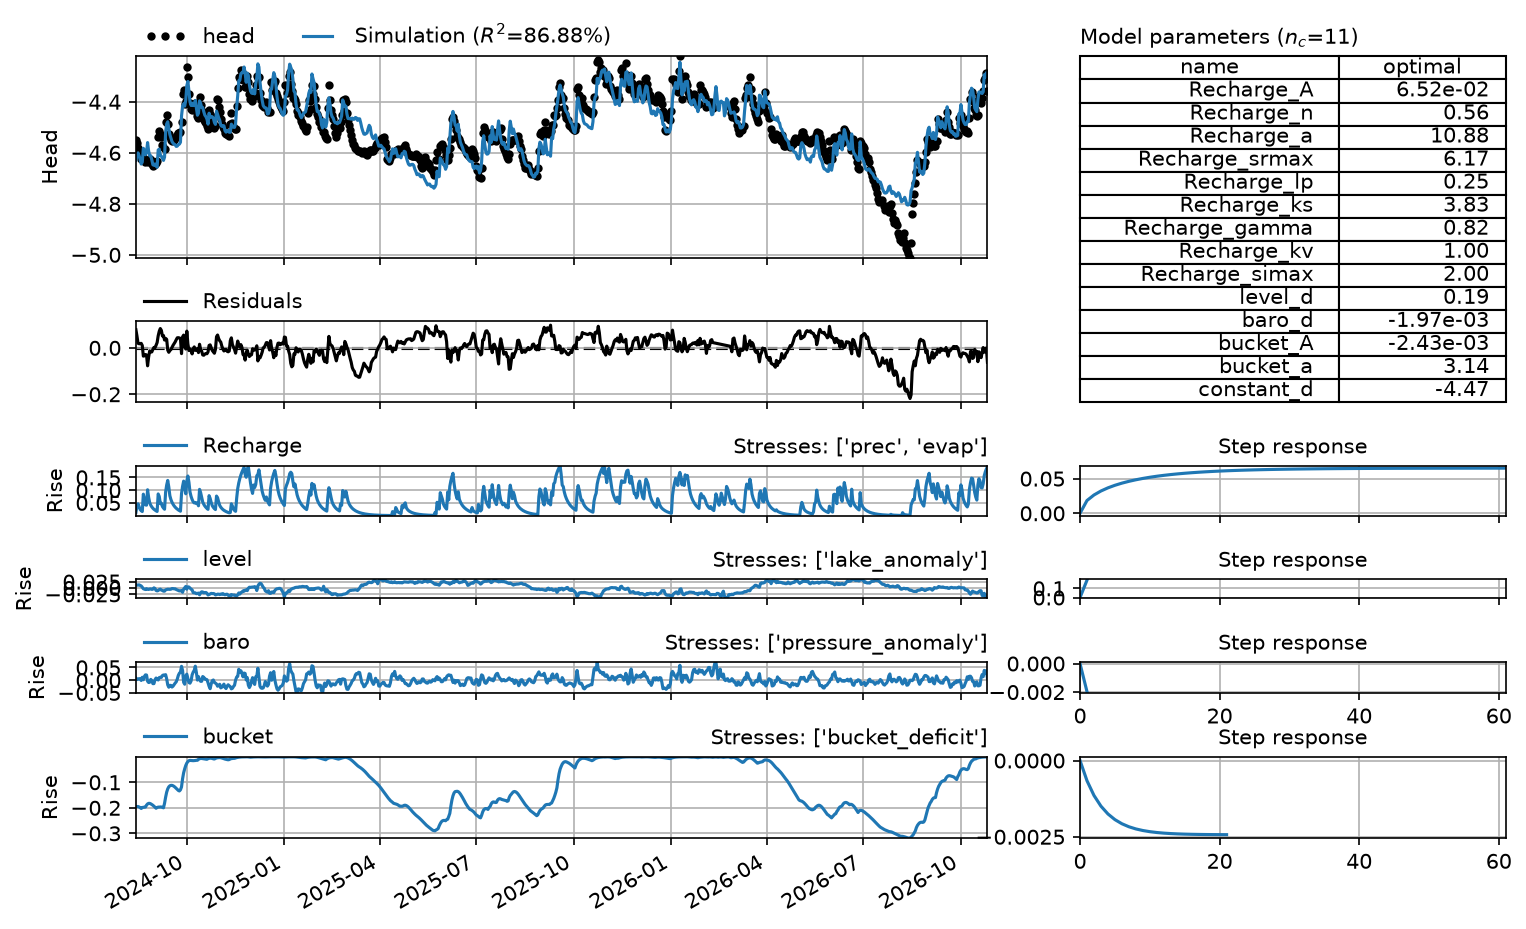 head Simulation (R²=86.88%)
Model parameters (n_c=11)
Head
−4.4
−4.6
−4.8
−5.0
name optimal
Recharge_A 6.52e-02
Recharge_n 0.56
Recharge_a 10.88
Recharge_srmax 6.17
Recharge_lp 0.25
Recharge_ks 3.83
Recharge_gamma 0.82
Recharge_kv 1.00
Recharge_simax 2.00
level_d 0.19
baro_d -1.97e-03
bucket_A -2.43e-03
bucket_a 3.14
constant_d -4.47
Residuals
0.0
−0.2
Recharge Stresses: ['prec', 'evap']
Rise
0.15
0.10
0.05
Step response
0.05
0.00
level Stresses: ['lake_anomaly']
Rise
0.025
−0.025
Step response
0.1
0.0
baro Stresses: ['pressure_anomaly']
Rise
0.05
0.00
−0.05
Step response
0.000
−0.002
0 20 40 60
bucket Stresses: ['bucket_deficit']
Rise
−0.1
−0.2
−0.3
Step response
0.0000
0.0025
0 20 40 60
2024-10 2025-01 2025-04 2025-07 2025-10 2026-01 2026-04 2026-07 2026-10